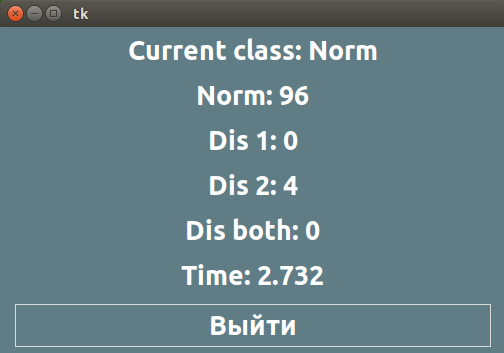 tk
Current class: Norm
Norm: 96
Dis 1: 0
Dis 2: 4
Dis both: 0
Time: 2.732
Выйти